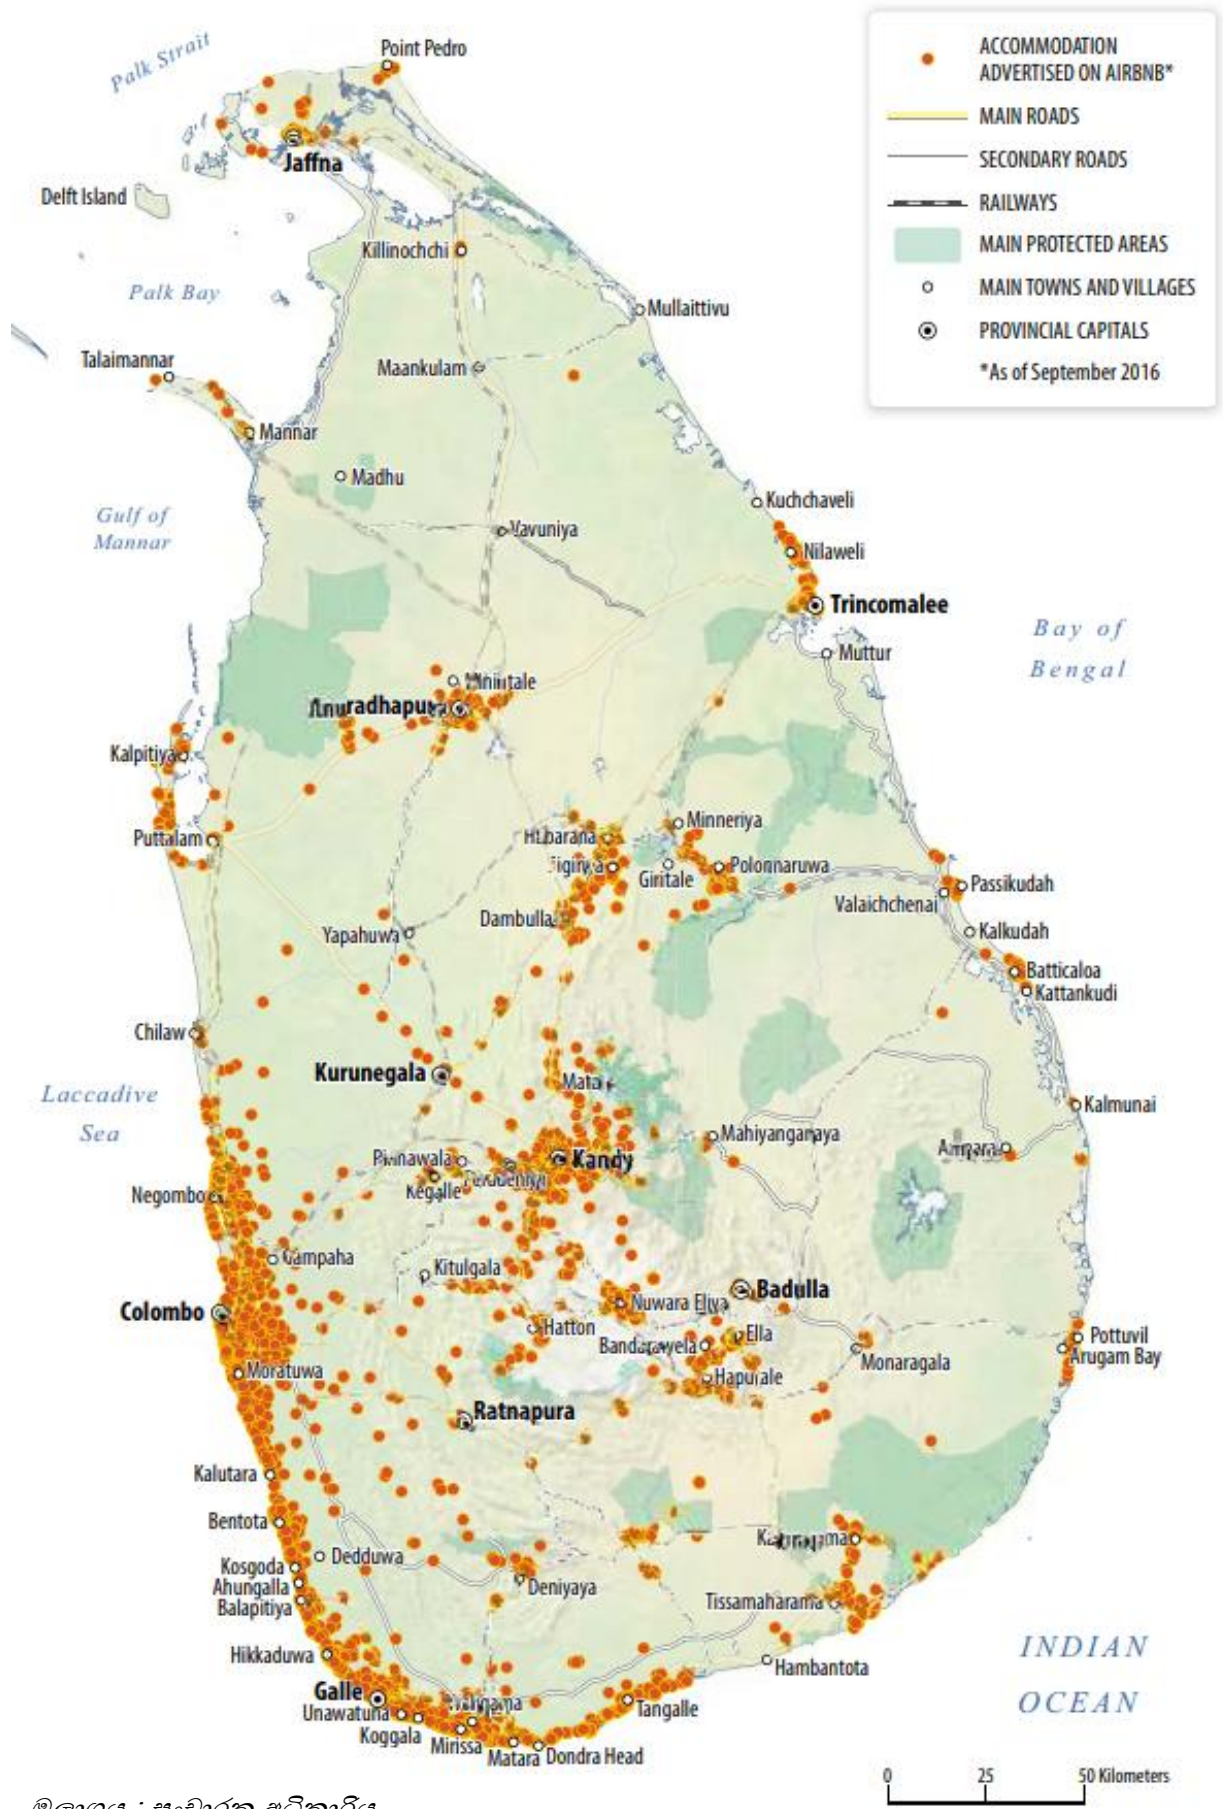 Palk Strait
Point Pedro
Jaffna
Delft Island
Killinochchi
Palk Bay
Mullaittivu
Talaimannar
Maankulam
Mannar
Madhu
Kuchchaveli
Gulf of
Mannar
Vavuniya
Nilaweli
Trincomalee
Bay of
Bengal
Muttur
Anuradhapura
Kalpitiya
Minneriya
Puttalam
Giritale
Polonnaruwa
Passikudah
Valaichchenai
Dambulla
Yapahuwa
Kalkudah
Batticaloa
Kattankudi
Chilaw
Kurunegala
Laccadive
Sea
Kalmunai
Mahiyanganaya
Kandy
Kegalle
Negombo
Kitulgala
Badulla
Colombo
Nuwara Eliya
Hatton
Ella
Pottuvil
Arugam Bay
Monaragala
Moratuwa
Ratnapura
Kalutara
Bentota
Dedduwa
Kosgoda
Ahungalla
Balapitiya
Deniyaya
Tissamaharama
Hikkaduwa
Hambantota
INDIAN
OCEAN
Galle
Unawatuna
Koggala
Mirissa
Matara
Dondra Head
Tangalle
ACCOMMODATION
ADVERTISED ON AIRBNB*
MAIN ROADS
SECONDARY ROADS
RAILWAYS
MAIN PROTECTED AREAS
MAIN TOWNS AND VILLAGES
PROVINCIAL CAPITALS
*As of September 2016
0 25 50 Kilometers